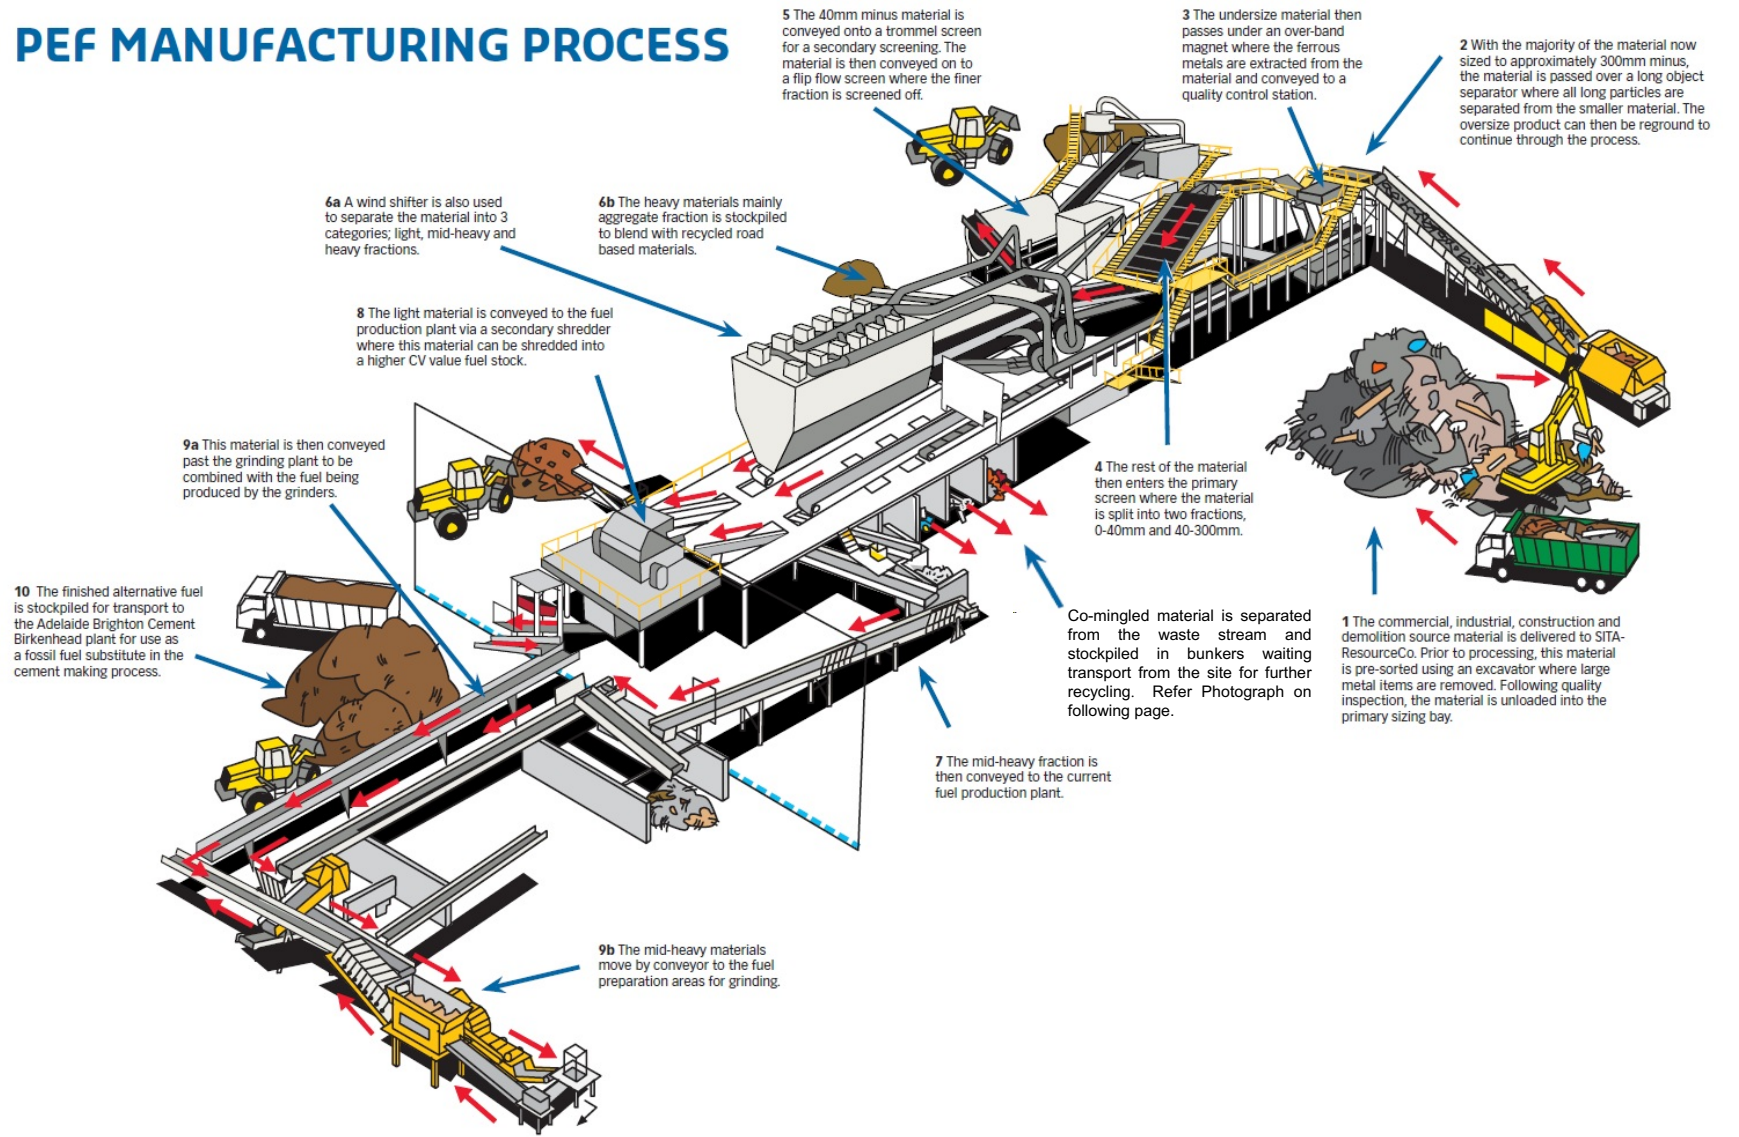 PEF MANUFACTURING PROCESS
5 The 40mm minus material is
conveyed onto a trommel screen
for a secondary screening. The
material is then conveyed on to
a flip flow screen where the finer
fraction is screened off.
3 The undersize material then
passes under an over-band
magnet where the ferrous
metals are extracted from the
material and conveyed to a
quality control station.
2 With the majority of the material now
sized to approximately 300mm minus,
the material is passed over a long object
separator where all long particles are
separated from the smaller material. The
oversize product can then be reground to
continue through the process.
6a A wind shifter is also used
to separate the material into 3
categories; light, mid-heavy and
heavy fractions.
6b The heavy materials mainly
aggregate fraction is stockpiled
to blend with recycled road
based materials.
8 The light material is conveyed to the fuel
production plant via a secondary shredder
where this material can be shredded into
a higher CV value fuel stock.
9a This material is then conveyed
past the grinding plant to be
combined with the fuel being
produced by the grinders.
4 The rest of the material
then enters the primary
screen where the material
is split into two fractions,
0-40mm and 40-300mm.
10 The finished alternative fuel
is stockpiled for transport to
the Adelaide Brighton Cement
Birkenhead plant for use as
a fossil fuel substitute in the
cement making process.
Co-mingled material is separated
from the waste stream and
stockpiled in bunkers waiting
transport from the site for further
recycling. Refer Photograph on
following page.
1 The commercial, industrial, construction and
demolition source material is delivered to SITA-
ResourceCo. Prior to processing, this material
is pre-sorted using an excavator where large
metal items are removed. Following quality
inspection, the material is unloaded into the
primary sizing bay.
7 The mid-heavy fraction is
then conveyed to the current
fuel production plant.
9b The mid-heavy materials
move by conveyor to the fuel
preparation areas for grinding.